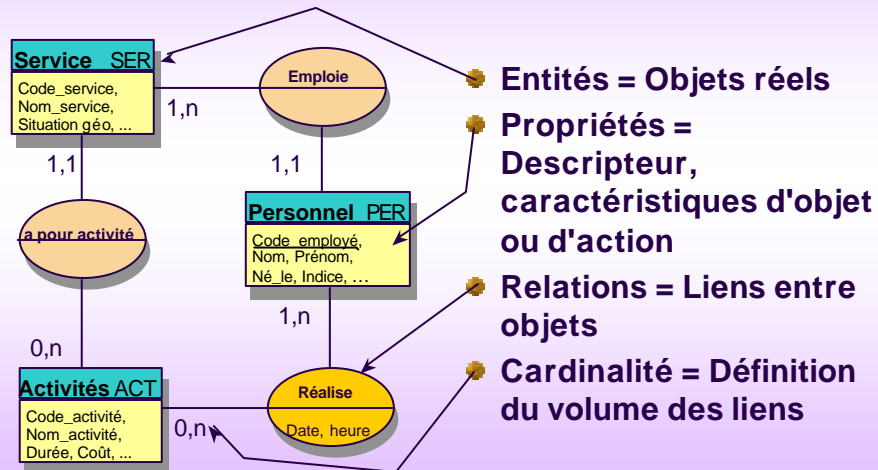 Service SER
Code_service,
Nom_service,
Situation géo, ...
1,n
Emploie
1,1
1,1
a pour activité
Personnel PER
Code_employé,
Nom, Prénom,
Né_le, Indice, ...
1,n
0,n
Activités ACT
Code_activité,
Nom_activité,
Durée, Coût, ...
0,n
Réalise
Date, heure
Entités = Objets réels
Propriétés =
Descripteur,
caractéristiques d'objet
ou d'action
Relations = Liens entre
objets
Cardinalité = Définition
du volume des liens